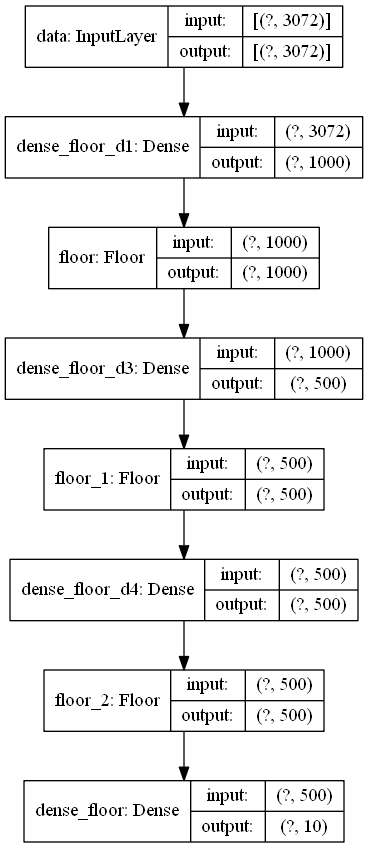 data: InputLayer
input: [(?, 3072)]
output: [(?, 3072)]
dense_floor_d1: Dense
input: (?, 3072)
output: (?, 1000)
floor: Floor
input: (?, 1000)
output: (?, 1000)
dense_floor_d3: Dense
input: (?, 1000)
output: (?, 500)
floor_1: Floor
input: (?, 500)
output: (?, 500)
dense_floor_d4: Dense
input: (?, 500)
output: (?, 500)
floor_2: Floor
input: (?, 500)
output: (?, 500)
dense_floor: Dense
input: (?, 500)
output: (?, 10)